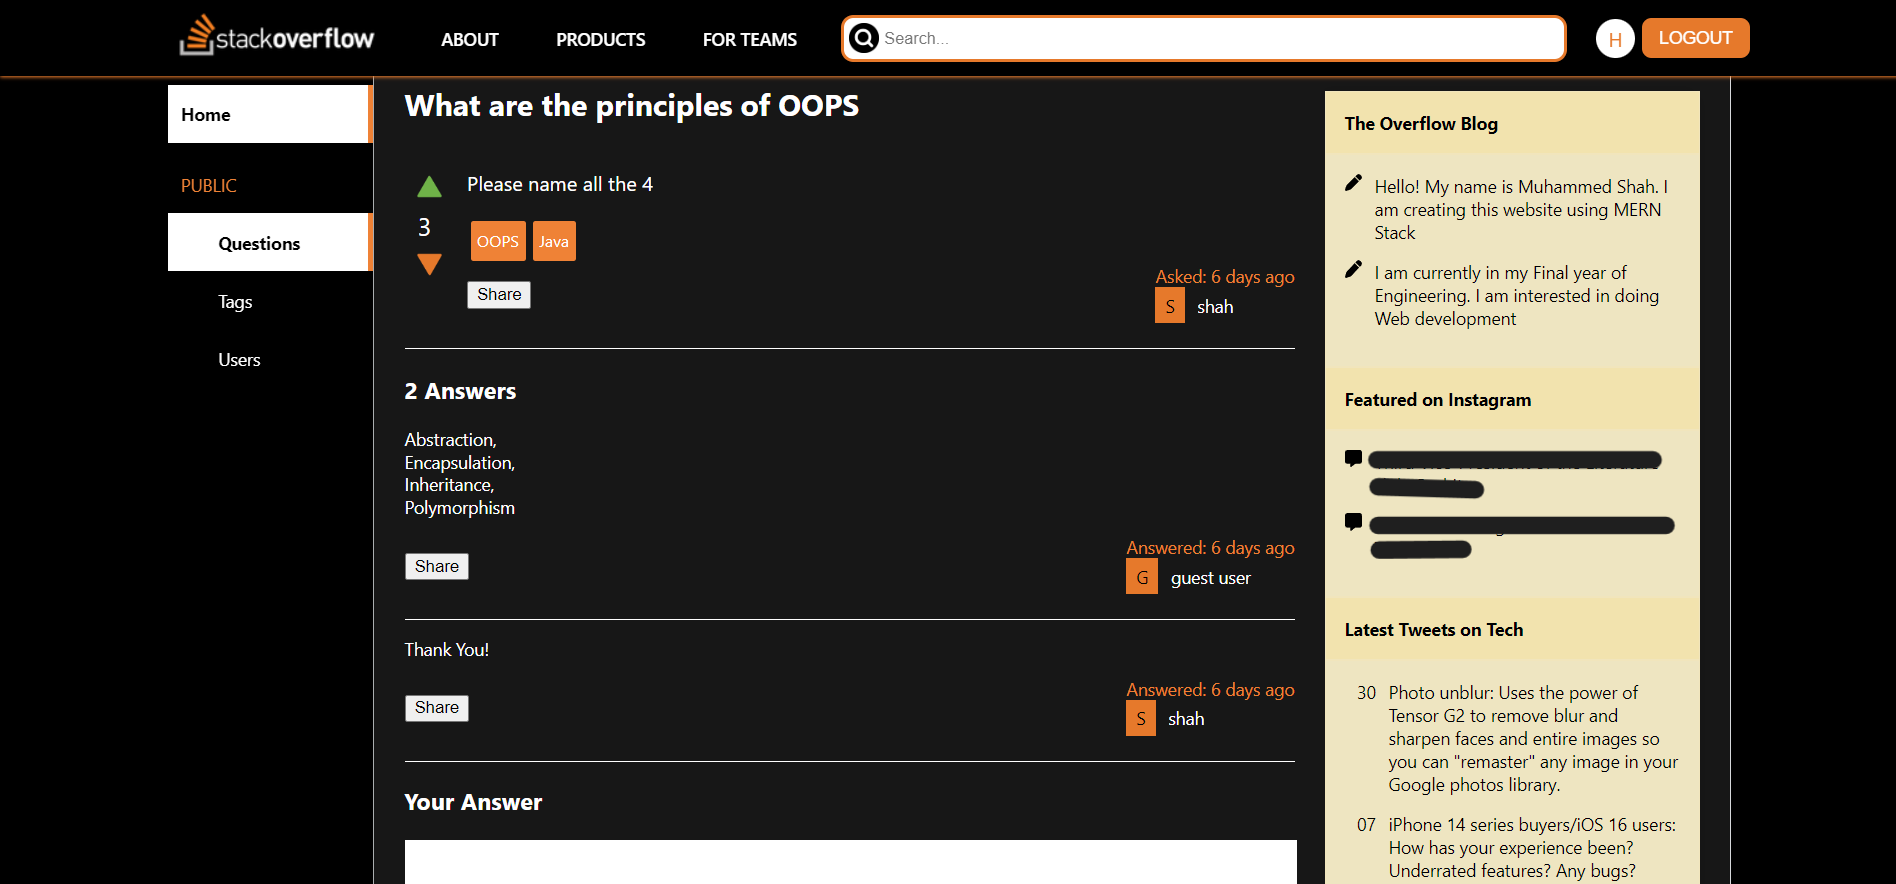 stackoverflow
ABOUT
PRODUCTS
FOR TEAMS
Search...
H
LOGOUT
Home
PUBLIC
Questions
Tags
Users
What are the principles of OOPS
Please name all the 4
3
OOPS
Java
Share
Asked: 6 days ago
S
shah
2 Answers
Abstraction,
Encapsulation,
Inheritance,
Polymorphism
Share
Answered: 6 days ago
G
guest user
Thank You!
Share
Answered: 6 days ago
S
shah
Your Answer
The Overflow Blog
Hello! My name is Muhammed Shah. I
am creating this website using MERN
Stack
I am currently in my Final year of
Engineering. I am interested in doing
Web development
Featured on Instagram
Latest Tweets on Tech
30 Photo unblur: Uses the power of
Tensor G2 to remove blur and
sharpen faces and entire images so
you can "remaster" any image in your
Google photos library.
07 iPhone 14 series buyers/iOS 16 users:
How has your experience been?
Underrated features? Any bugs?